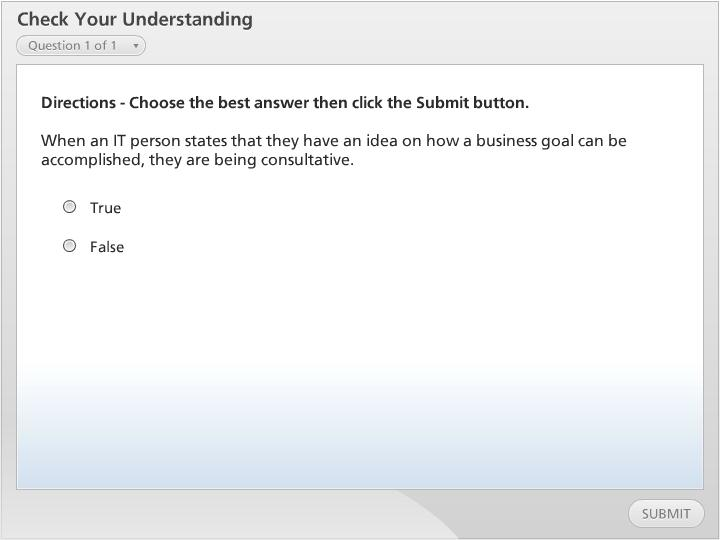 Check Your Understanding
Question 1 of 1
Directions - Choose the best answer then click the Submit button.
When an IT person states that they have an idea on how a business goal can be
accomplished, they are being consultative.
True
False
SUBMIT